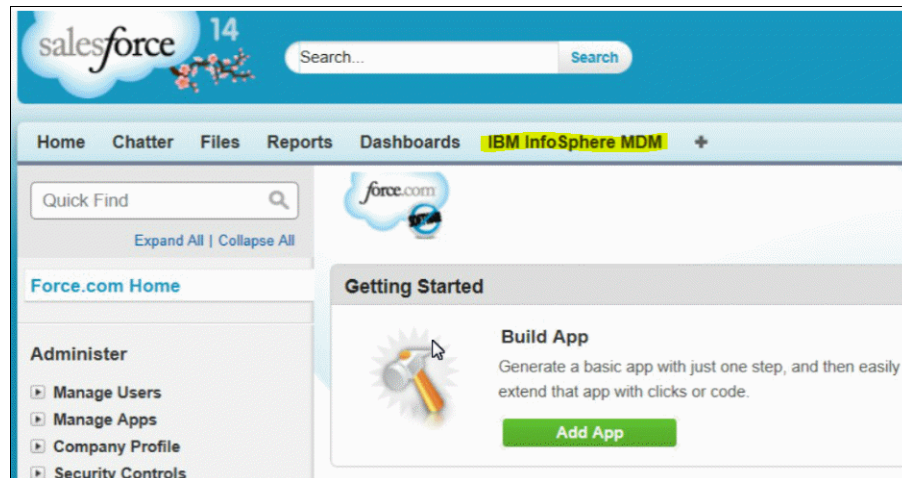 salesforce
14
Search...
Search
Home
Chatter
Files
Reports
Dashboards
IBM InfoSphere MDM
+
Quick Find
Expand All | Collapse All
Force.com Home
Administer
Manage Users
Manage Apps
Company Profile
Security Controls
force.com
Getting Started
Build App
Generate a basic app with just one step, and then easily
extend that app with clicks or code.
Add App